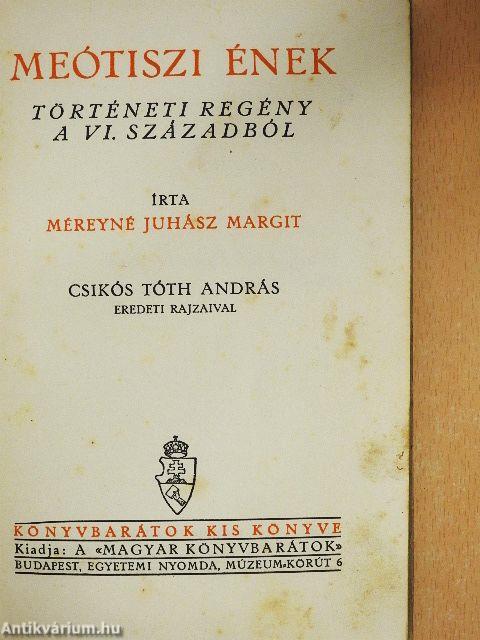 MEÓTISZI ÉNEK
TÖRTÉNETI REGÉNY
A VI. SZÁZADBÓL
ÍRTA
MÉREYNÉ JUHÁSZ MARGIT
CSIKÓS TÓTH ANDRÁS
EREDETI RAJZAIVAL
KÖNYVBARÁTOK KIS KÖNYVE
Kiadja: A «MAGYAR KÖNYVBARÁTOK»
BUDAPEST, EGYETEMI NYOMDA, MÚZEUM-KÖRÚT 6
Antikvárium.hu